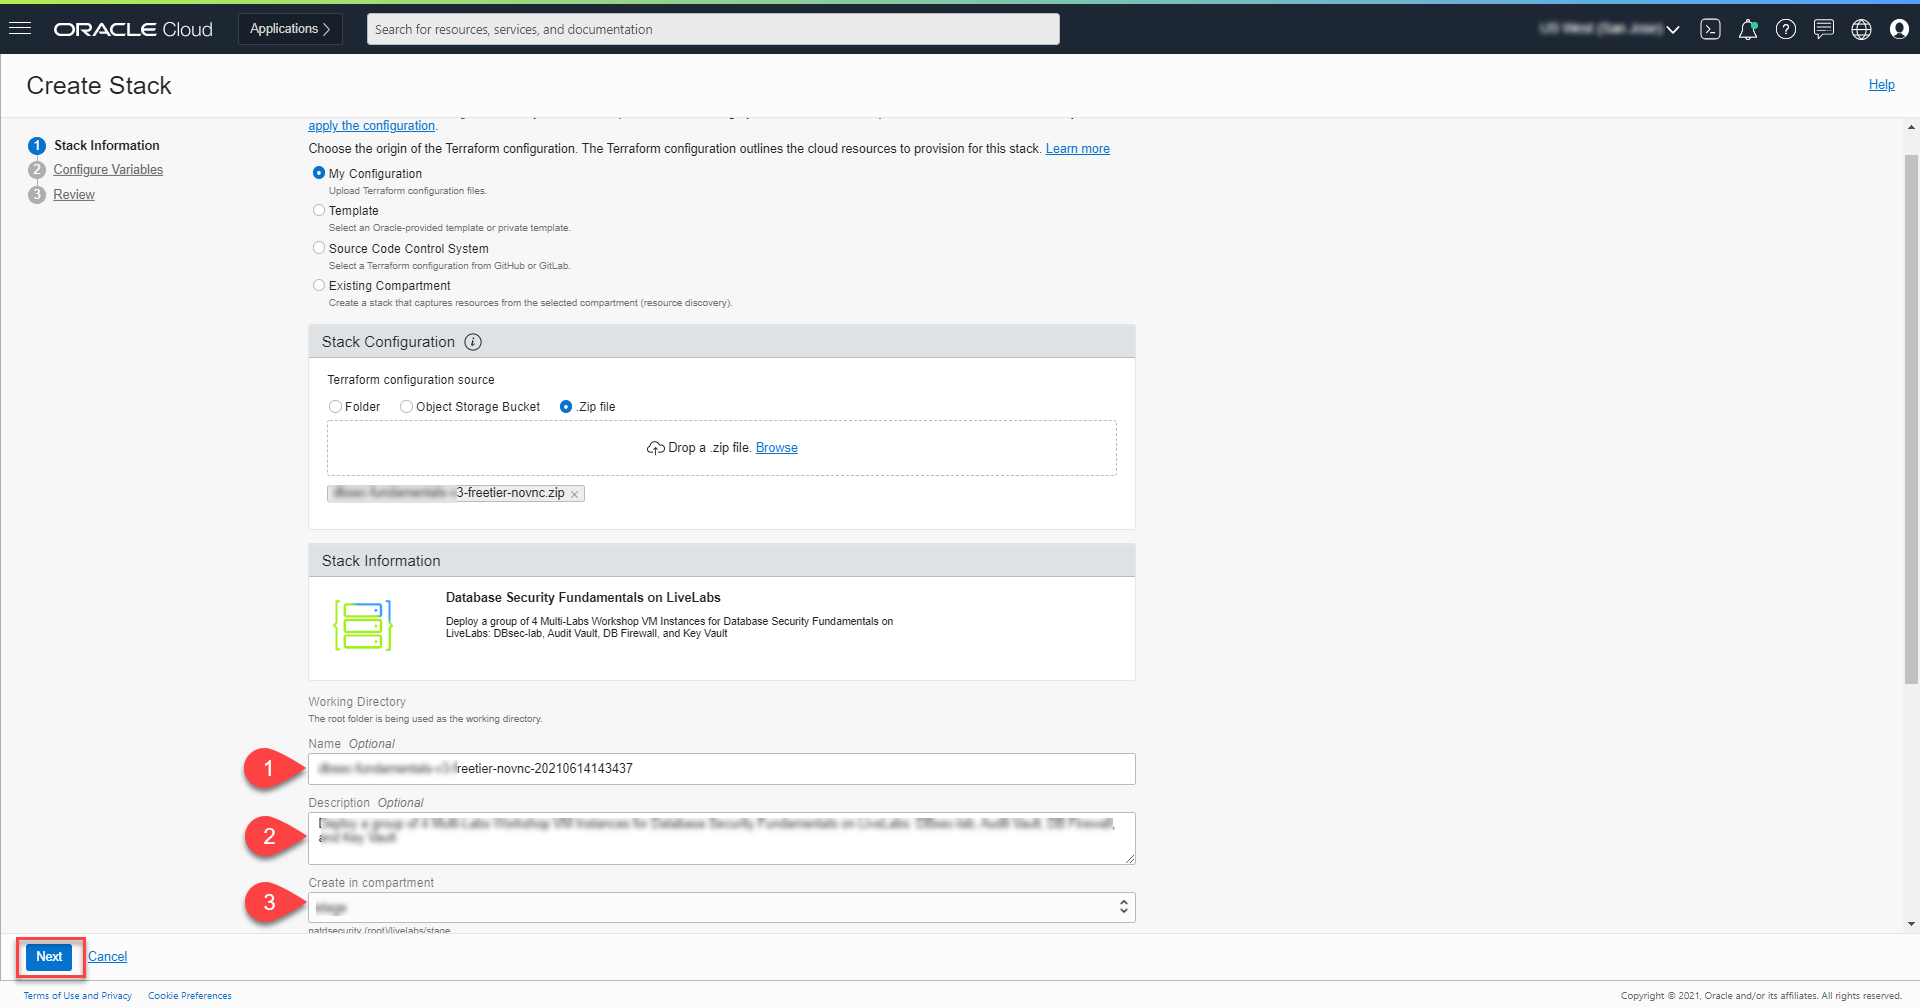 ORACLE Cloud
Applications
Search for resources, services, and documentation
Create Stack
Help
1 Stack Information
2 Configure Variables
3 Review
apply the configuration.
Choose the origin of the Terraform configuration. The Terraform configuration outlines the cloud resources to provision for this stack. Learn more
My Configuration
Upload Terraform configuration files.
Template
Select an Oracle-provided template or private template.
Source Code Control System
Select a Terraform configuration from GitHub or GitLab.
Existing Compartment
Create a stack that captures resources from the selected compartment (resource discovery).
Stack Configuration i
Terraform configuration source
Folder Object Storage Bucket .Zip file
Drop a .zip file. Browse
3-freetier-novnc.zip ×
Stack Information
Database Security Fundamentals on LiveLabs
Deploy a group of 4 Multi-Labs Workshop VM Instances for Database Security Fundamentals on
LiveLabs: DBsec-lab, Audit Vault, DB Firewall, and Key Vault
Working Directory
The root folder is being used as the working directory.
Name Optional
1 reetier-novnc-20210614143437
Description Optional
2
Create in compartment
3
natdsecurity (root)/livelabs/stage
Next Cancel
Terms of Use and Privacy Cookie Preferences
Copyright © 2021, Oracle and/or its affiliates. All rights reserved.